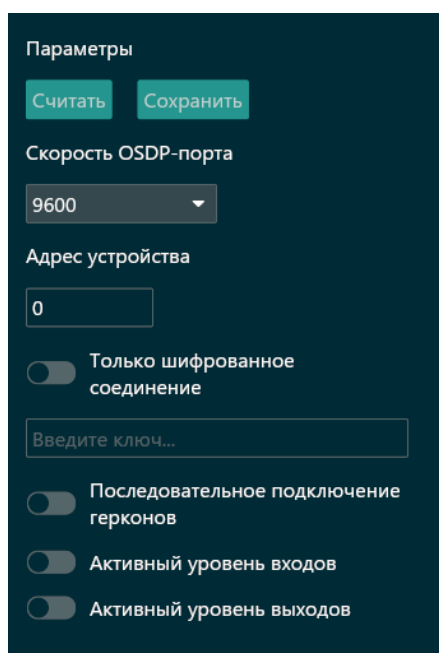 Параметры
Считать Сохранить
Скорость OSDP-порта
9600
Адрес устройства
0
Только шифрованное
соединение
Введите ключ...
Последовательное подключение
герконов
Активный уровень входов
Активный уровень выходов